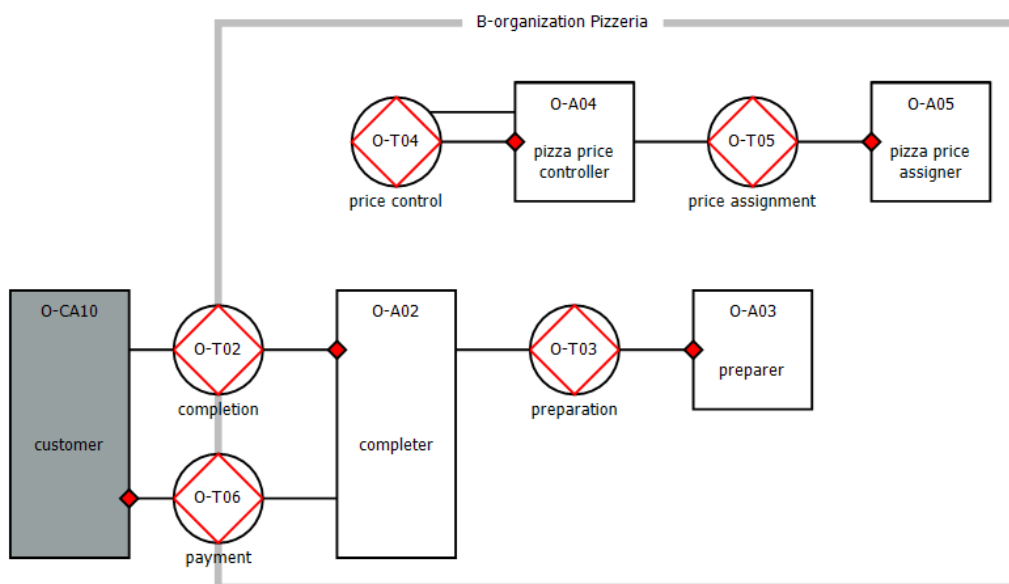 B-organization Pizzeria
O-T04
price control
O-A04
pizza price
controller
O-T05
price assignment
O-A05
pizza price
assigner
O-CA10
customer
O-T02
completion
O-A02
completer
O-T03
preparation
O-A03
preparer
O-T06
payment